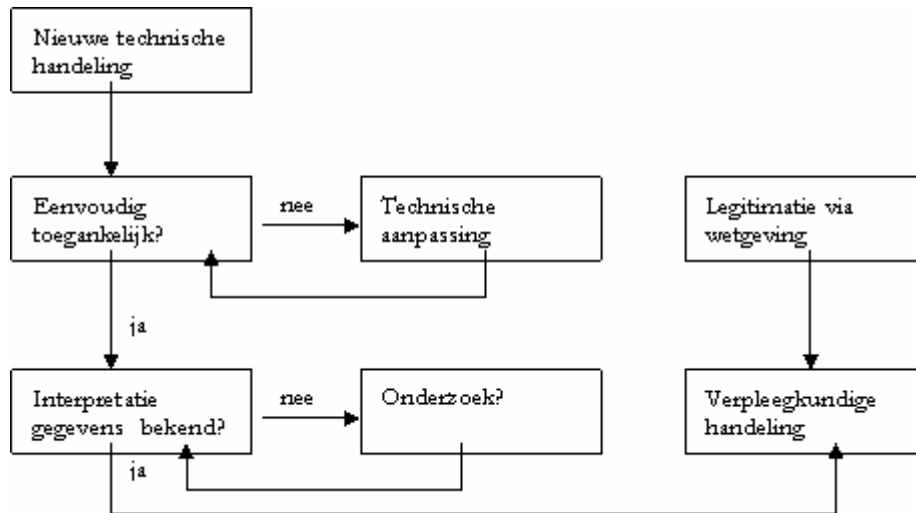 Nieuwe technische
handeling
Eenvoudig
toegankelijk?
nee
Technische
aanpassing
Legitimatie via
wetgeving
ja
Interpretatie
gegevens bekend?
nee
Onderzoek?
Verpleegkundige
handeling
ja